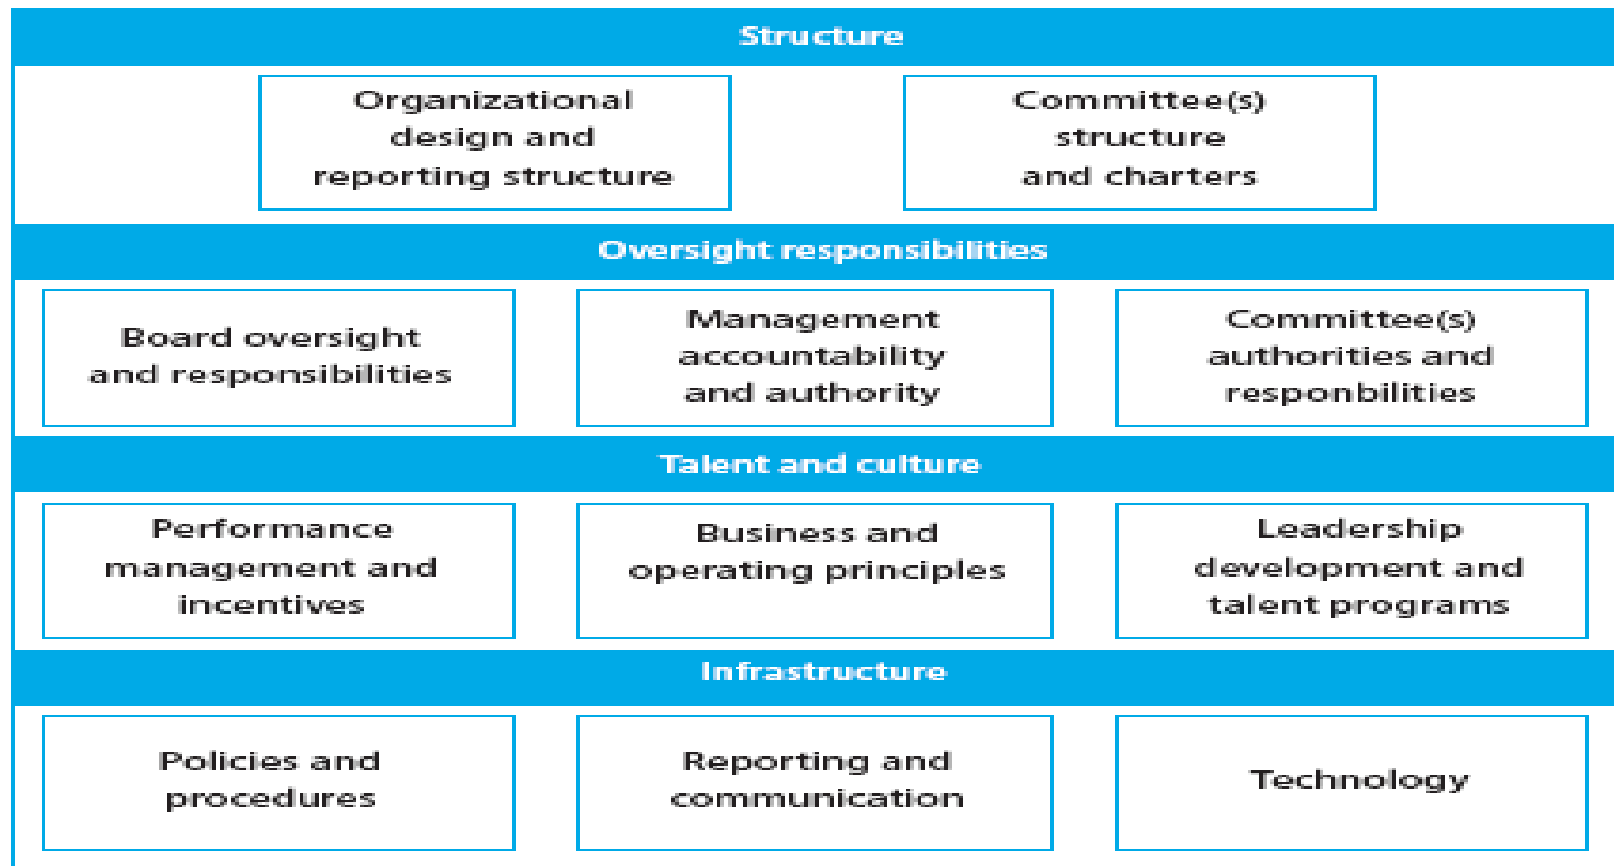 Structure
Organizational
design and
reporting structure
Committee(s)
structure
and charters
Oversight responsibilities
Board oversight
and responsibilities
Management
accountability
and authority
Committee(s)
authorities and
responbilities
Talent and culture
Performance
management and
incentives
Business and
operating principles
Leadership
development and
talent programs
Infrastructure
Policies and
procedures
Reporting and
communication
Technology